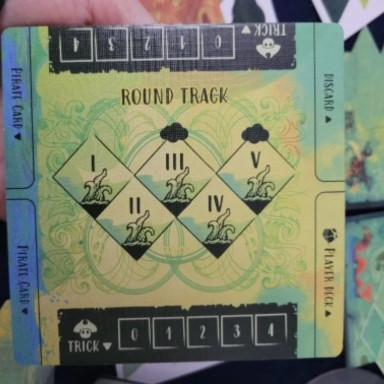 TRICK 0 1 2 3 4
ROUND TRACK
PIRATE CARD
DISCARD
I III V
II IV
PIRATE CARD
PLAYER DECK
TRICK 0 1 2 3 4